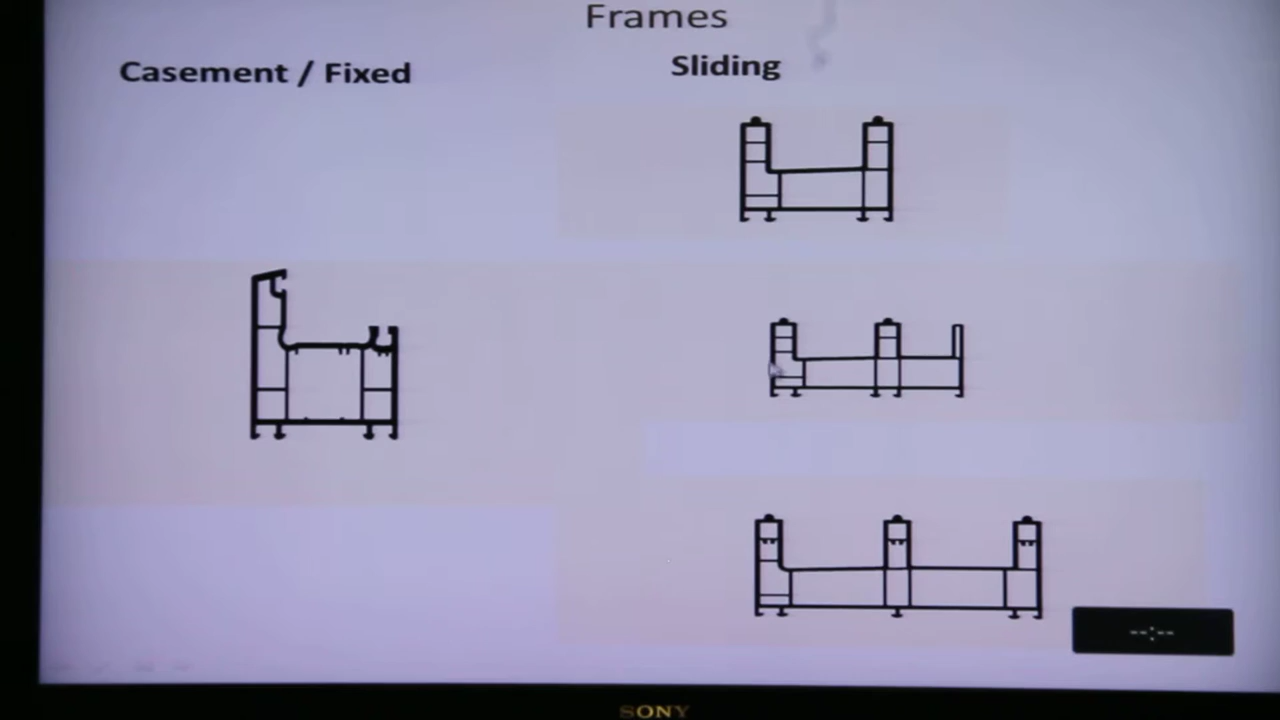 Frames
Casement / Fixed
Sliding
--:--
SONY